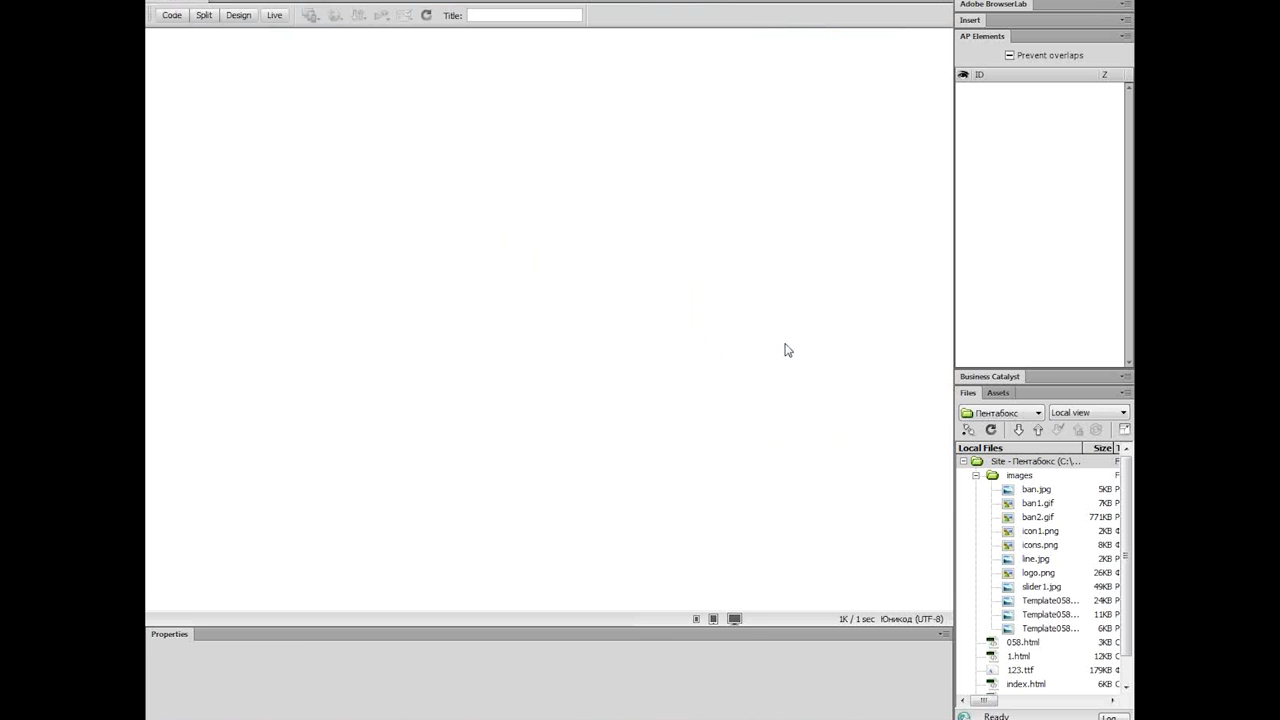 Adobe BrowserLab
Code Split Design Live Title:
Insert
AP Elements
Prevent overlaps
ID Z
Business Catalyst
Files Assets
Пентабокс Local view
Local Files Size
Site - Пентабокс (C:\...
images
ban.jpg 5KB
ban1.gif 7KB
ban2.gif 771KB
icon1.png 2KB
icons.png 8KB
line.jpg 2KB
logo.png 26KB
slider1.jpg 49KB
Template058... 24KB
Template058... 11KB
Template058... 6KB
058.html 3KB
1.html 12KB
123.ttf 179KB
index.html 6KB
1K / 1 sec Юникод (UTF-8)
Properties
Ready Log